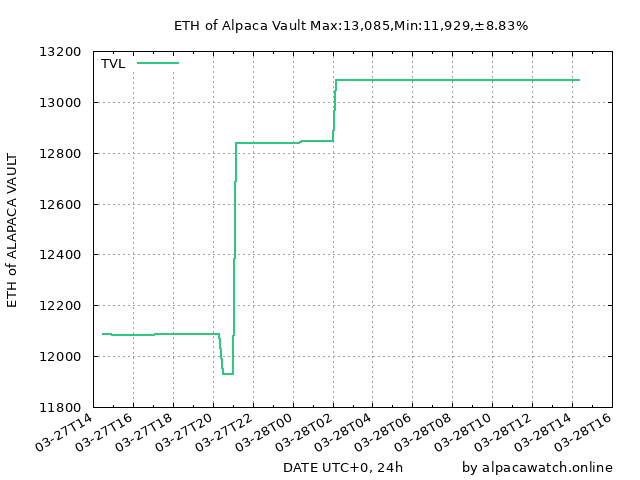 ETH of Alpaca Vault Max:13,085,Min:11,929,±8.83%
TVL
13200
13000
12800
12600
12400
12200
12000
11800
ETH of ALAPACA VAULT
03-27T14
03-27T16
03-27T18
03-27T20
03-27T22
03-28T00
03-28T02
03-28T04
03-28T06
03-28T08
03-28T10
03-28T12
03-28T14
03-28T16
DATE UTC+0, 24h
by alpacawatch.online